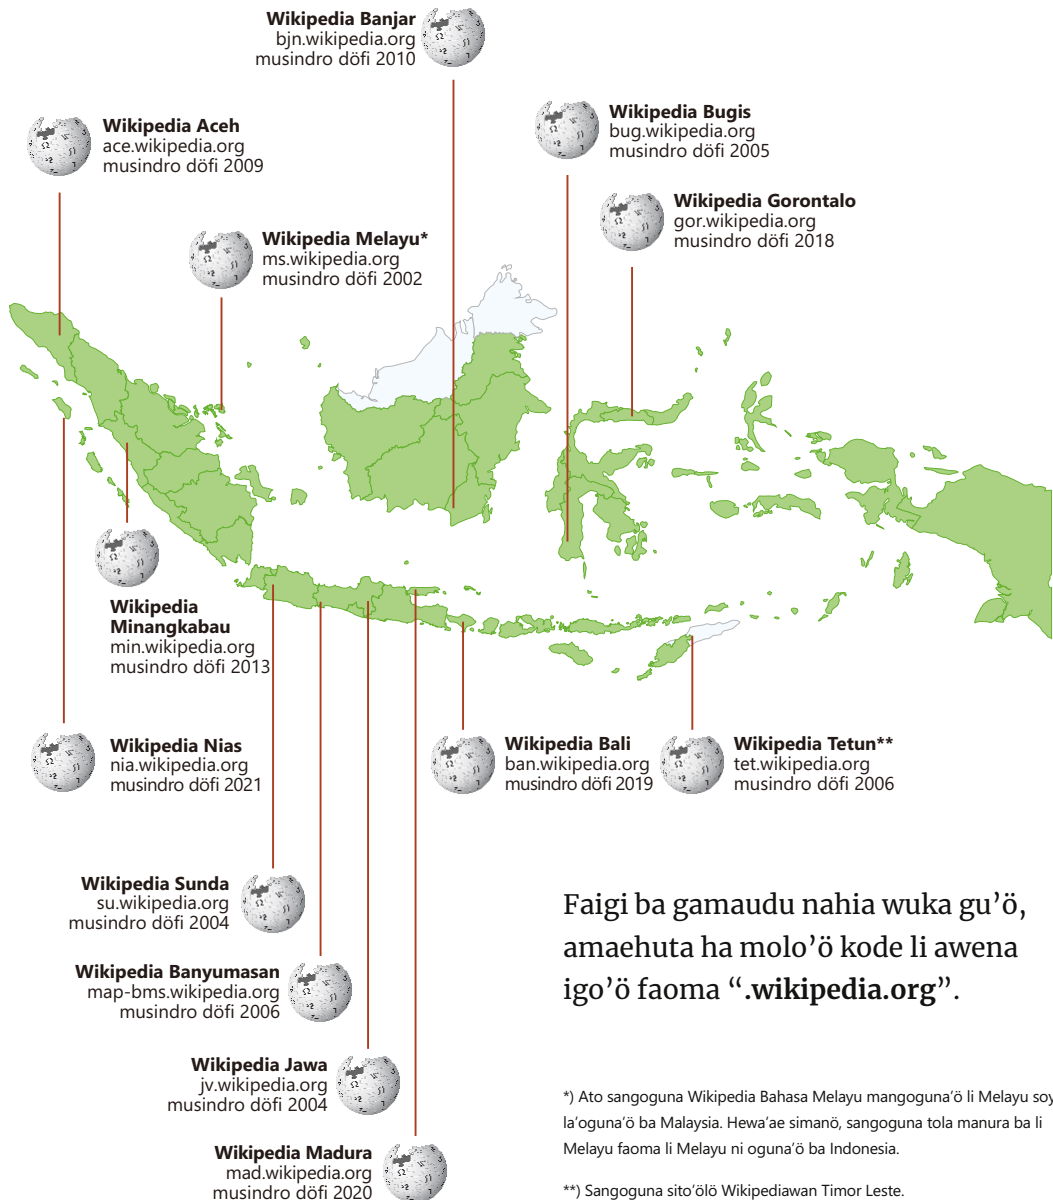 Wikipedia Banjar
bjn.wikipedia.org
musindro döfi 2010
Wikipedia Aceh
ace.wikipedia.org
musindro döfi 2009
Wikipedia Bugis
bug.wikipedia.org
musindro döfi 2005
Wikipedia Gorontalo
gor.wikipedia.org
musindro döfi 2018
Wikipedia Melayu*
ms.wikipedia.org
musindro döfi 2002
Wikipedia
Minangkabau
min.wikipedia.org
musindro döfi 2013
Wikipedia Nias
nia.wikipedia.org
musindro döfi 2021
Wikipedia Bali
ban.wikipedia.org
musindro döfi 2019
Wikipedia Tetun**
tet.wikipedia.org
musindro döfi 2006
Wikipedia Sunda
su.wikipedia.org
musindro döfi 2004
Wikipedia Banyumasan
map-bms.wikipedia.org
musindro döfi 2006
Wikipedia Jawa
jv.wikipedia.org
musindro döfi 2004
Wikipedia Madura
mad.wikipedia.org
musindro döfi 2020
Faigi ba gamaudu nahia wuka gu’ö,
amaehuta ha molo’ö kode li awena
igo’ö faoma “.wikipedia.org”.
*) Ato sangoguna Wikipedia Bahasa Melayu mangoguna’ö li Melayu soy
la’oguna’ö ba Malaysia. Hewa’ae simanö, sangoguna tola manura ba li
Melayu faoma li Melayu ni oguna’ö ba Indonesia.
**) Sangoguna sito’ölö Wikipediawan Timor Leste.